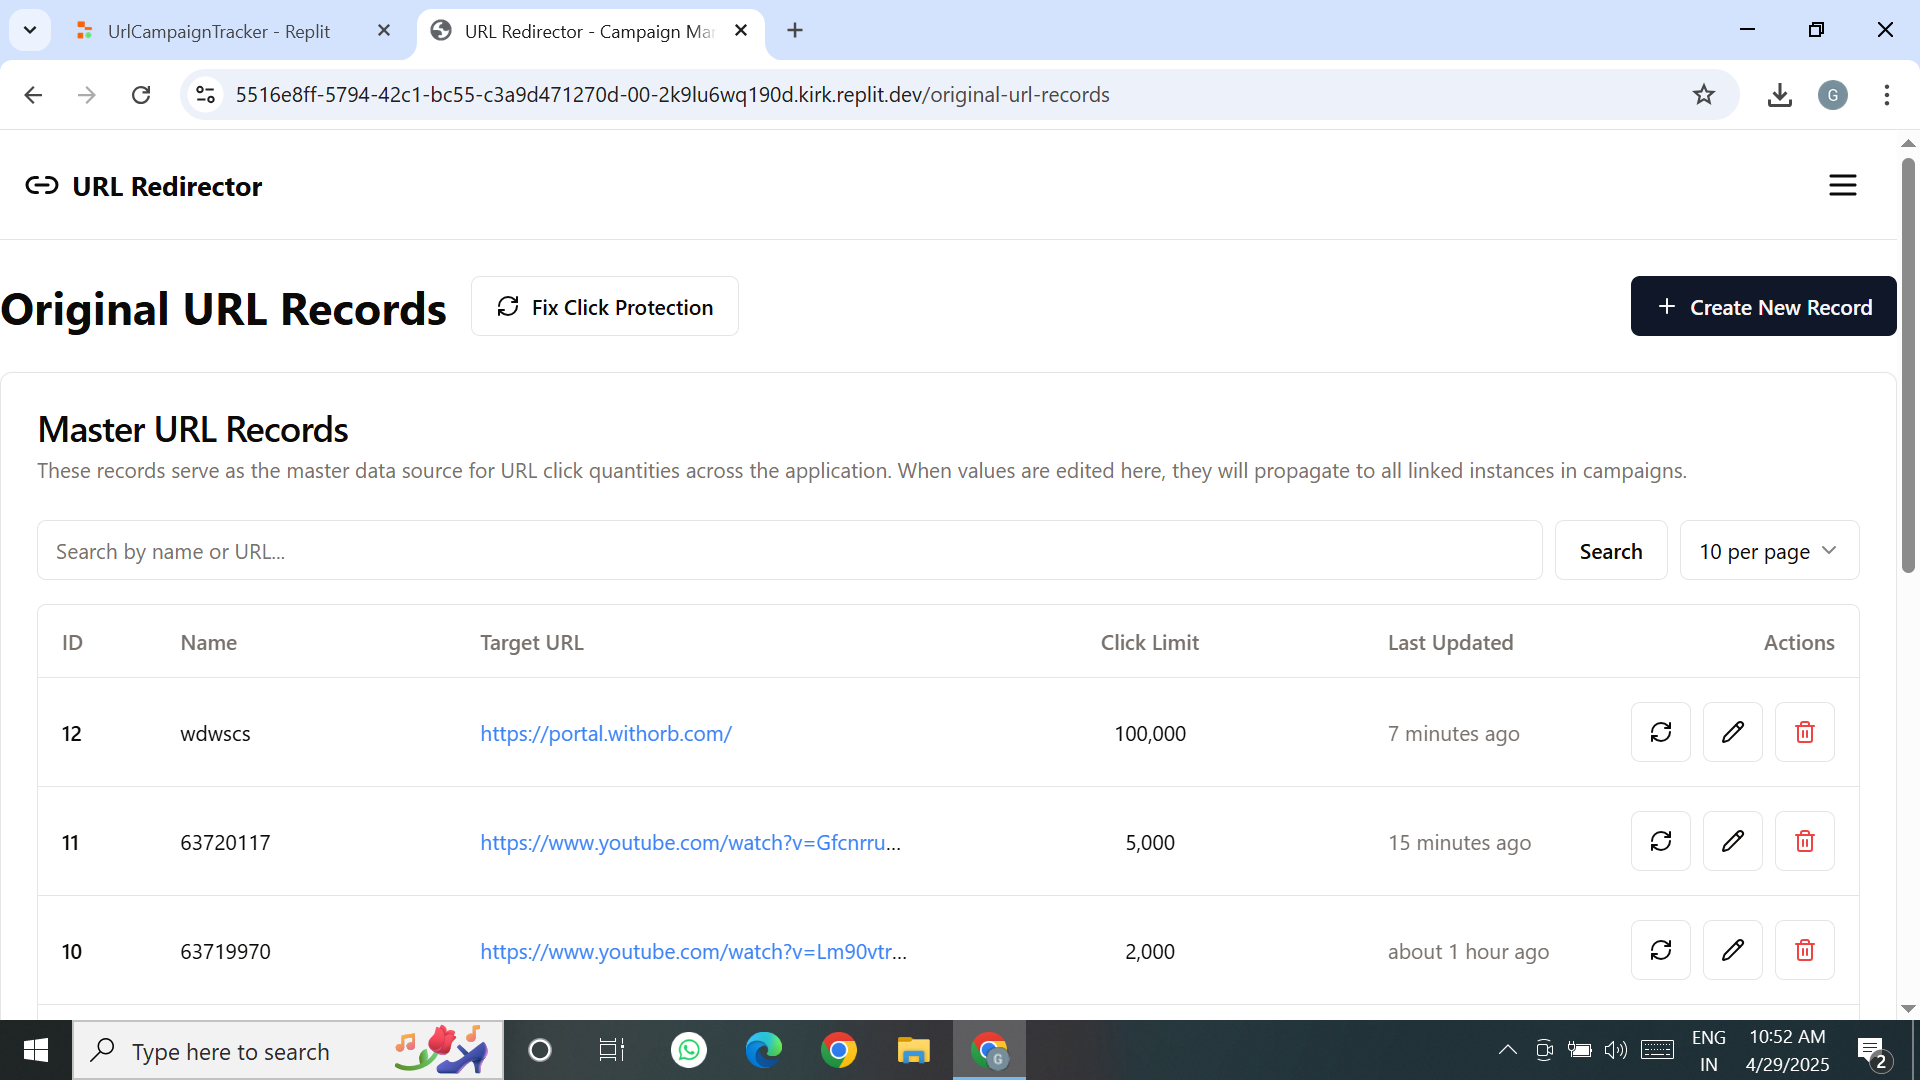 UrlCampaignTracker - Replit
URL Redirector - Campaign Ma
5516e8ff-5794-42c1-bc55-c3a9d471270d-00-2k9lu6wq190d.kirk.replit.dev/original-url-records
G
URL Redirector
Original URL Records
Fix Click Protection
+ Create New Record
Master URL Records
These records serve as the master data source for URL click quantities across the application. When values are edited here, they will propagate to all linked instances in campaigns.
Search by name or URL...
Search
10 per page
ID Name Target URL Click Limit Last Updated Actions
12 wdwscs https://portal.withorb.com/ 100,000 7 minutes ago
11 63720117 https://www.youtube.com/watch?v=Gfcnrru... 5,000 15 minutes ago
10 63719970 https://www.youtube.com/watch?v=Lm90vtr... 2,000 about 1 hour ago
Type here to search
G
ENG
IN
10:52 AM
4/29/2025
2